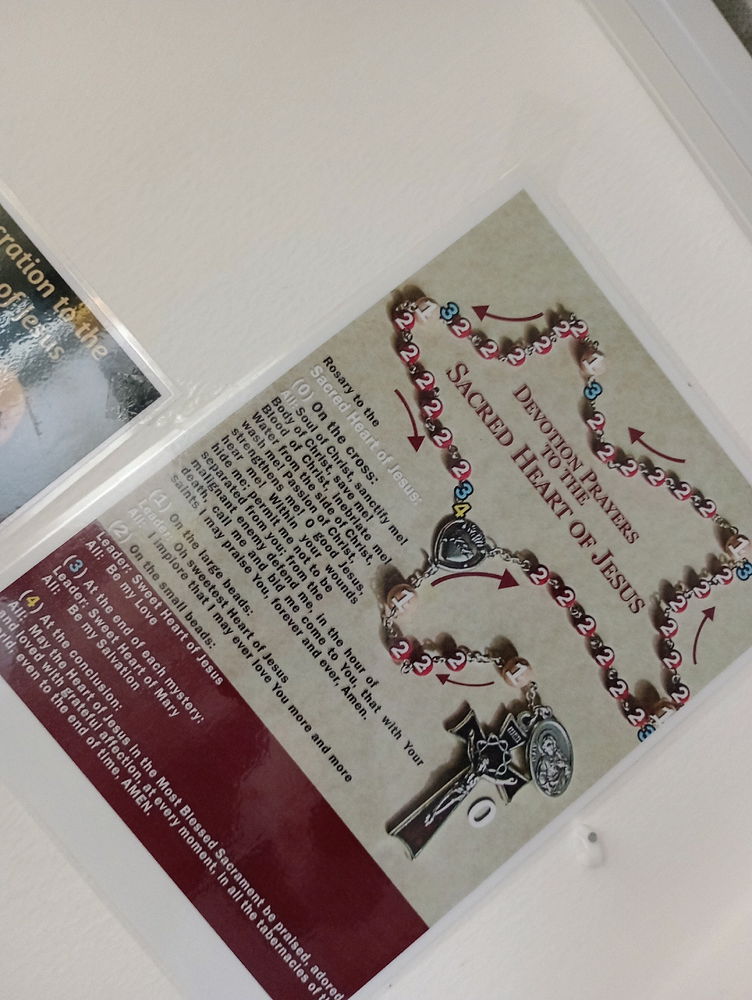 cration to the
of Jesus
DEVOTION PRAYERS
TO THE
SACRED HEART OF JESUS
Rosary to the
Sacred Heart of Jesus:
(0) On the cross:
All: Soul of Christ, sanctify me!
Body of Christ, save me!
Blood of Christ, inebriate me!
Water from the side of Christ,
wash me! Passion of Christ,
strengthen me! O good Jesus,
hear me! Within your wounds
hide me; permit me not to be
separated from you; from the
malignant enemy defend me, in the hour of
death, call me and bid me come to You, that with Your
saints I may praise You, forever and ever, Amen.
(1) On the large beads:
Leader: Oh sweetest Heart of Jesus
All: I implore that I may ever love You more and more
(2) On the small beads:
Leader: Sweet Heart of Jesus
All: Be my Love
(3) At the end of each mystery:
Leader: Sweet Heart of Mary
All: Be my Salvation
(4) At the conclusion:
All: May the Heart of Jesus in the Most Blessed Sacrament be praised, adored
and loved with grateful affection, at every moment, in all the tabernacles of
world, even to the end of time, AMEN.